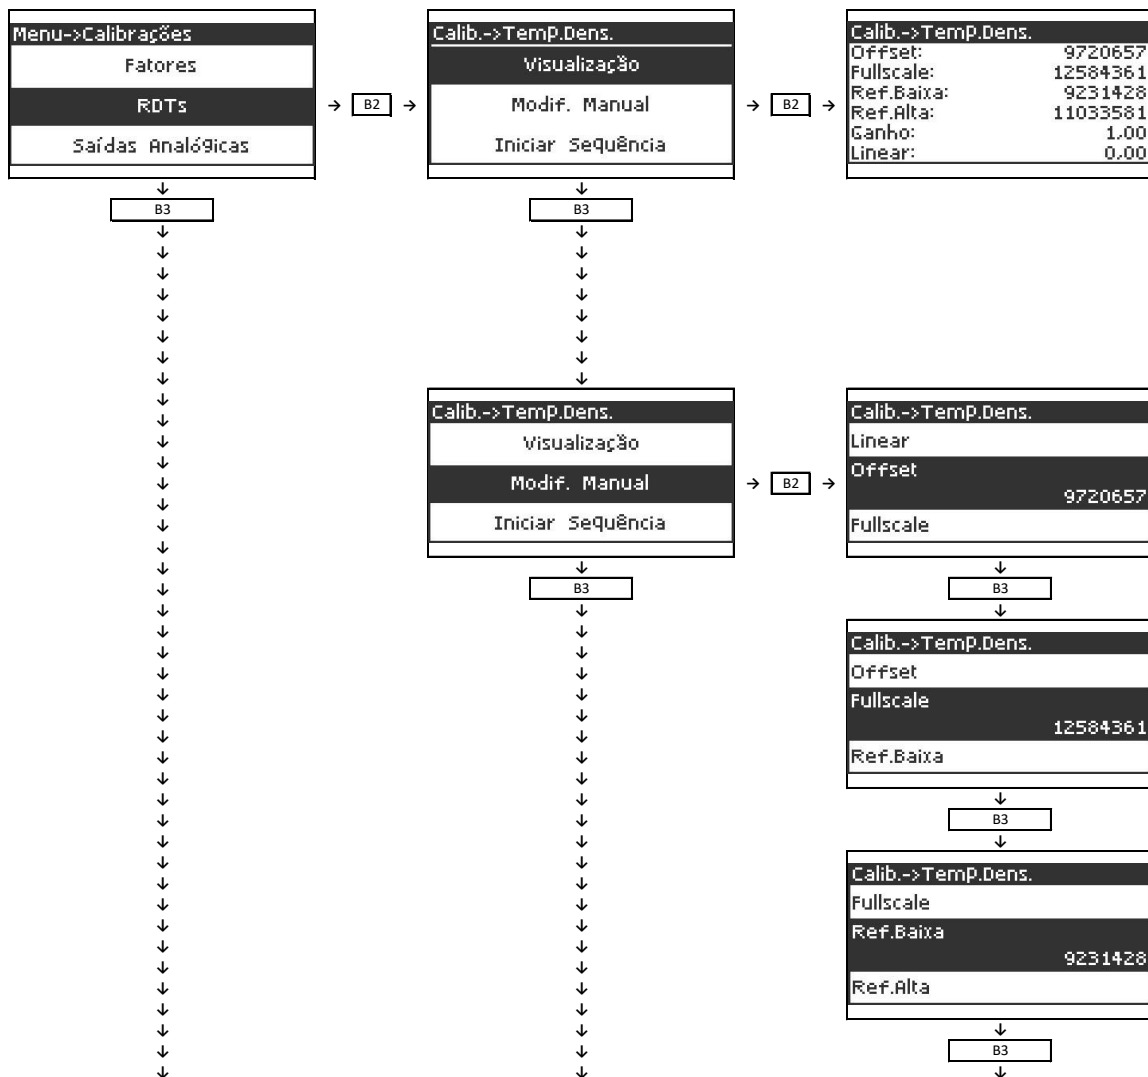 Menu->Calibrações
Fatores
RDTs
Saídas Analógicas
→ B2 →
Calib.->Temp.Dens.
Visualização
Modif. Manual
Iniciar Sequência
→ B2 →
Calib.->Temp.Dens.
Offset: 9720657
Fullscale: 12584361
Ref.Baixa: 9231428
Ref.Alta: 11033581
Ganho: 1,00
Linear: 0,00
B3
B3
Calib.->Temp.Dens.
Visualização
Modif. Manual
Iniciar Sequência
→ B2 →
Calib.->Temp.Dens.
Linear
Offset
9720657
Fullscale
B3
B3
Calib.->Temp.Dens.
Offset
Fullscale
12584361
Ref.Baixa
B3
Calib.->Temp.Dens.
Fullscale
Ref.Baixa
9231428
Ref.Alta
B3